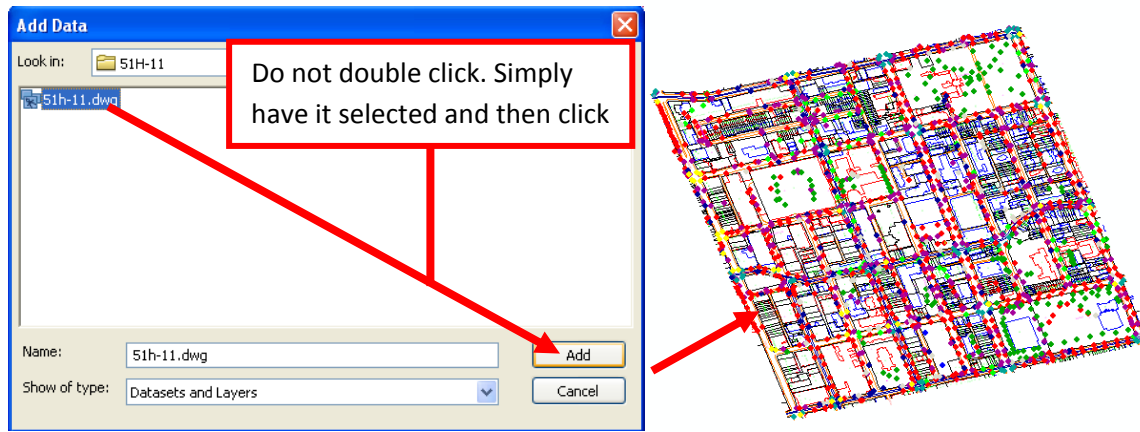 Add Data
Look in: 51H-11
51h-11.dwg
Do not double click. Simply
have it selected and then click
Name: 51h-11.dwg
Add
Show of type: Datasets and Layers
Cancel